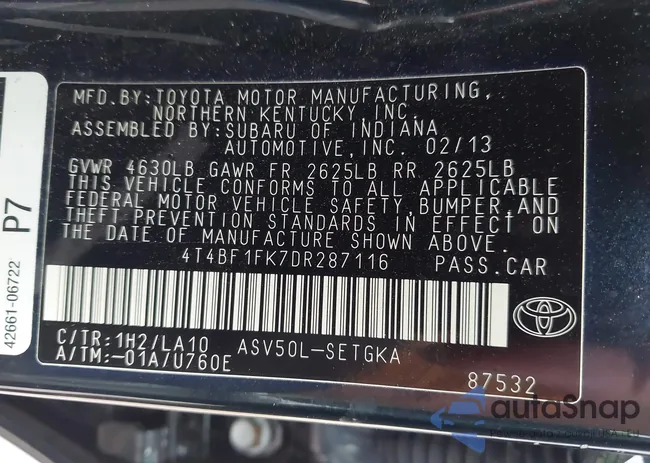 MFD.BY:TOYOTA MOTOR MANUFACTURING,
NORTHERN KENTUCKY,INC.
ASSEMBLED BY:SUBARU OF INDIANA
AUTOMOTIVE,INC. 02/13
GVWR 4630LB GAWR FR 2625LB RR 2625LB
THIS VEHICLE CONFORMS TO ALL APPLICABLE
FEDERAL MOTOR VEHICLE SAFETY,BUMPER,AND
THEFT PREVENTION STANDARDS IN EFFECT ON
THE DATE OF MANUFACTURE SHOWN ABOVE.
4T4BF1FK7DR287116 PASS.CAR
C/TR:1H2/LA10 ASV50L-SETGKA
A/TM:-01A/U760E
87532
P7
42661-06722
autoSnap